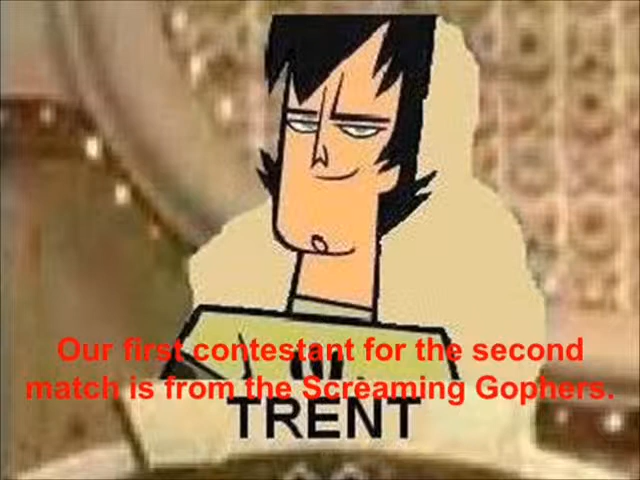 Our first contestant for the second
match is from the Screaming Gophers.
TRENT